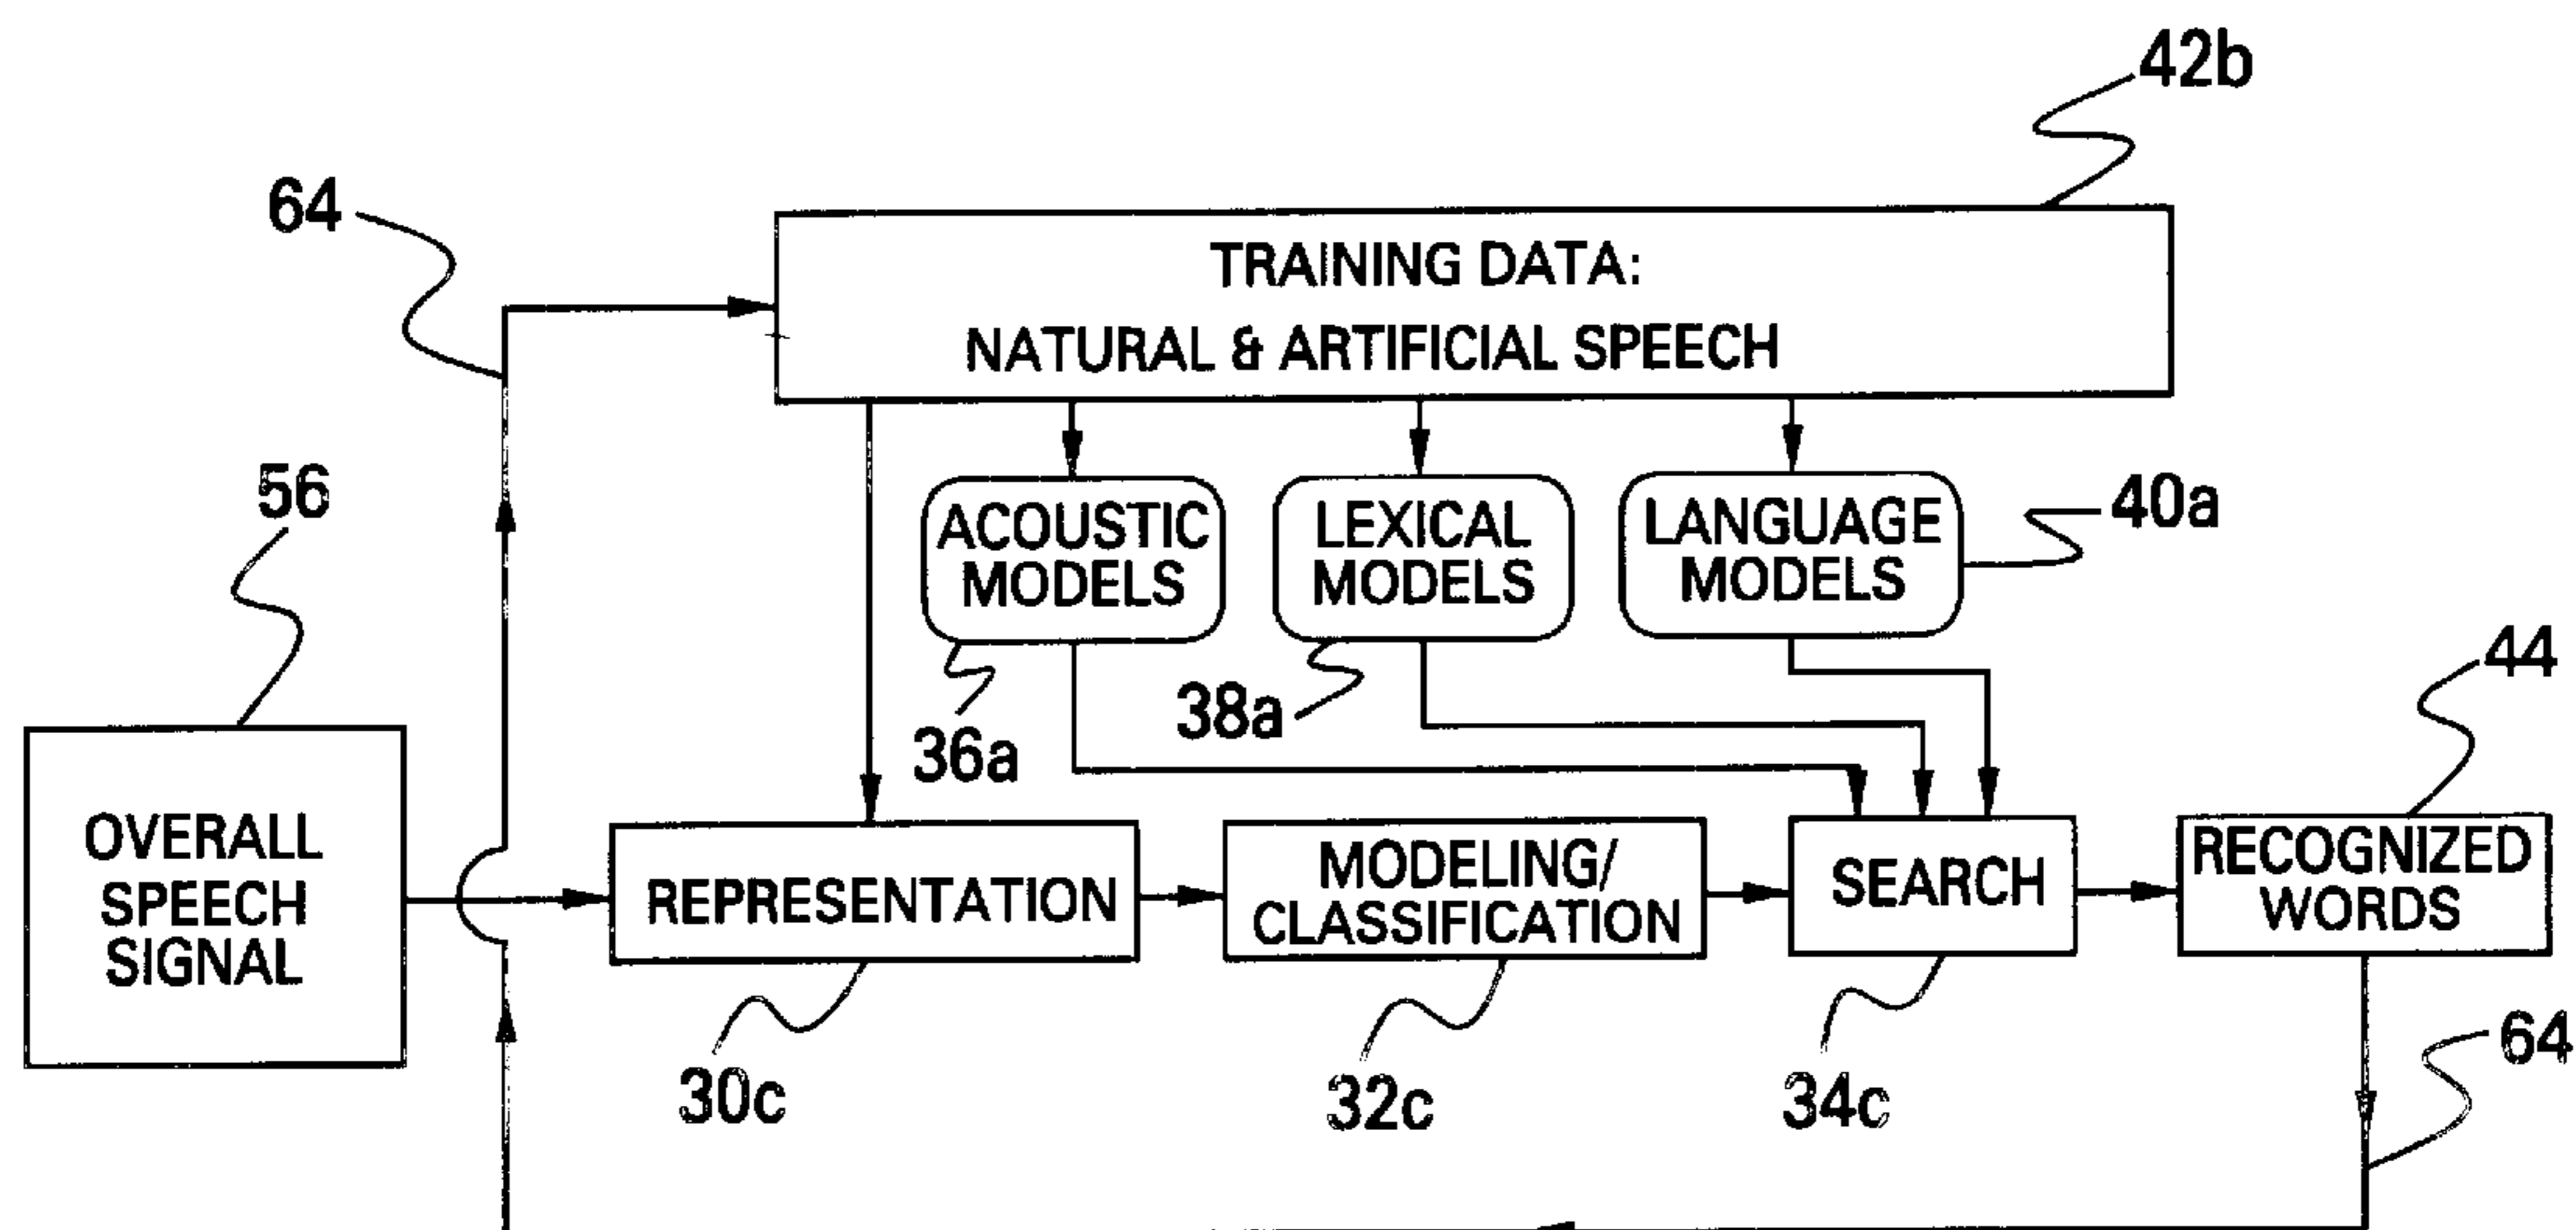 42b
64
TRAINING DATA:
NATURAL & ARTIFICIAL SPEECH
56
ACOUSTIC
MODELS
LEXICAL
MODELS
LANGUAGE
MODELS
40a
44
36a
38a
OVERALL
SPEECH
SIGNAL
REPRESENTATION
MODELING/
CLASSIFICATION
SEARCH
RECOGNIZED
WORDS
30c
32c
34c
64